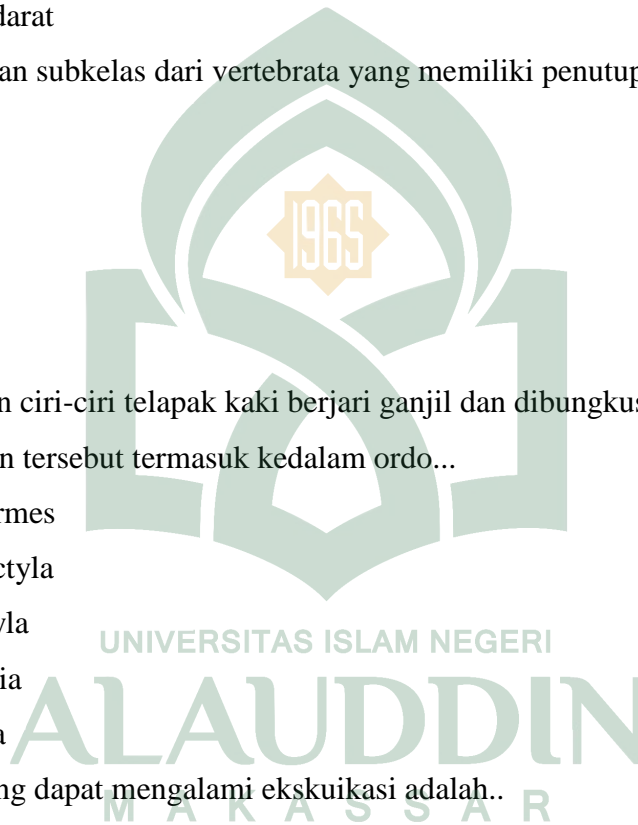 darat
an subkelas dari vertebrata yang memiliki penutup
1965
n ciri-ciri telapak kaki berjari ganjil dan dibungkus
n tersebut termasuk kedalam ordo...
rmes
ctyla
yla
UNIVERSITAS ISLAM NEGERI
ia
ALAUDDIN
a
ng dapat mengalami ekskuikasi adalah..
MAKASSAR